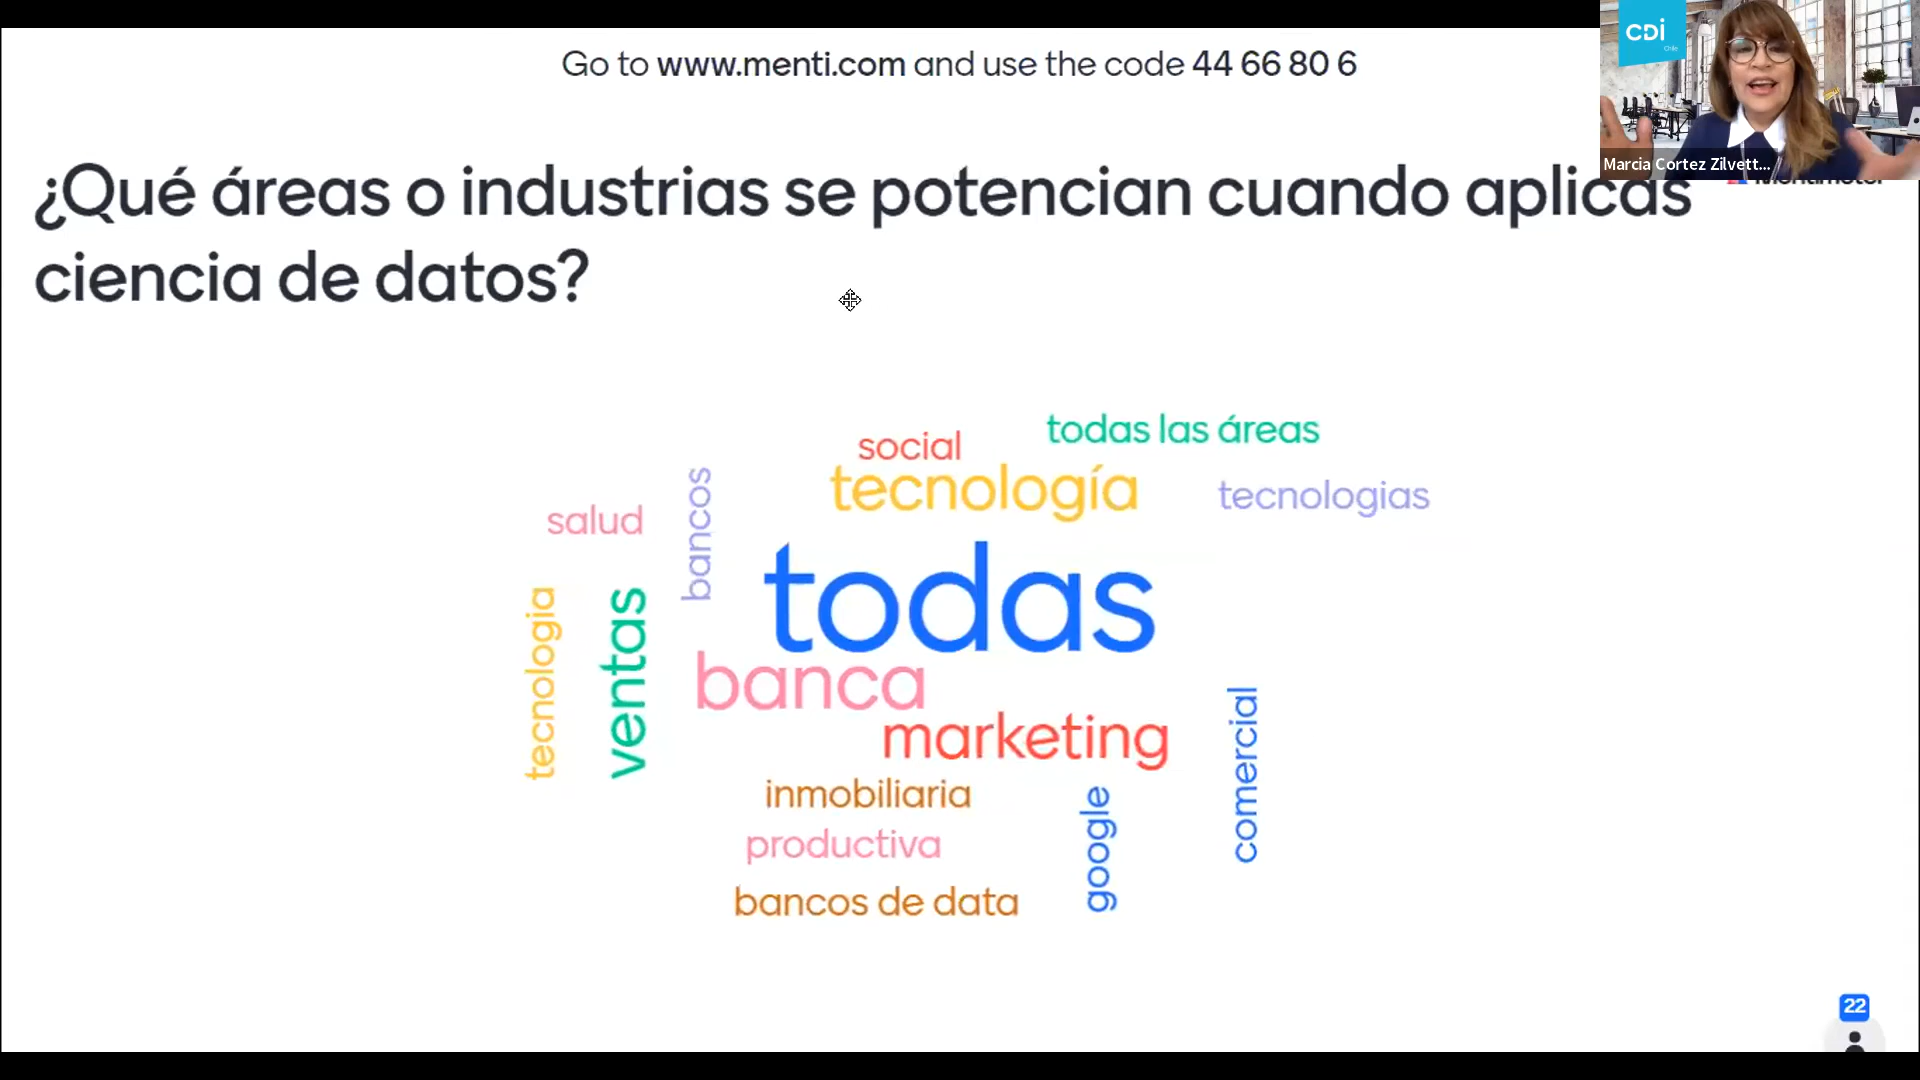 Go to www.menti.com and use the code 44 66 80 6
CDI
Chile
Marcia Cortez Zilvett...
Mentimeter
¿Qué áreas o industrias se potencian cuando aplicas
ciencia de datos?
todas las áreas
social
tecnología
tecnologias
bancos
salud
todas
tecnologia
ventas
banca
marketing
comercial
inmobiliaria
google
productiva
bancos de data
22